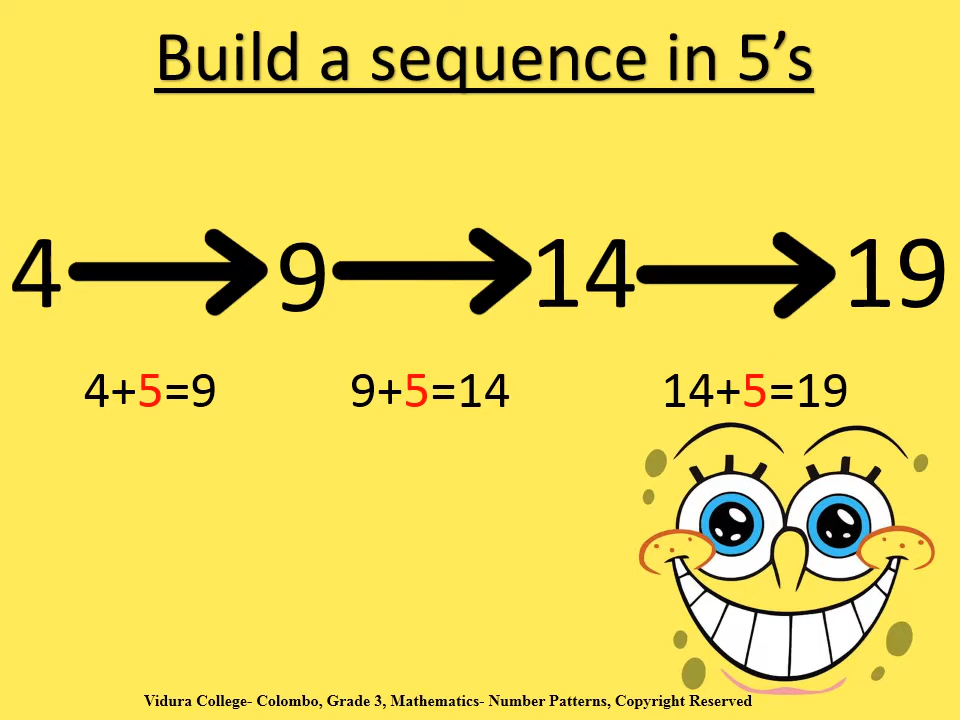 Build a sequence in 5’s
4 9 14 19
4+5=9 9+5=14 14+5=19
Vidura College- Colombo, Grade 3, Mathematics- Number Patterns, Copyright Reserved